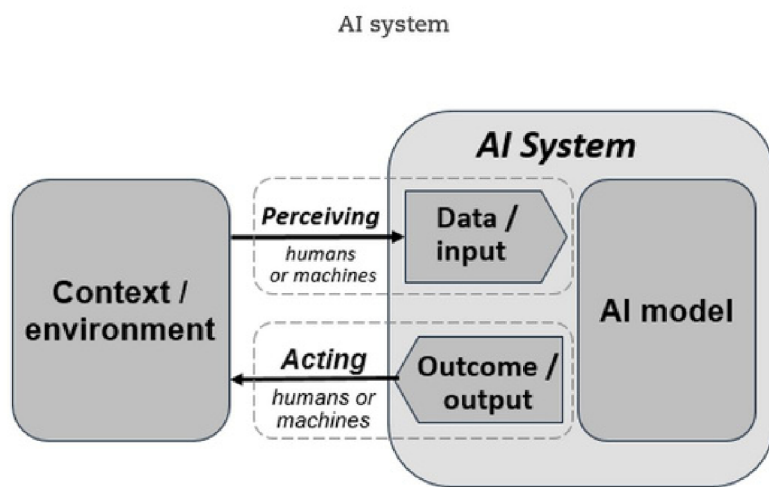 AI system
AI System
Perceiving
humans
or machines
Data /
input
Context /
environment
AI model
Acting
humans or
machines
Outcome /
output